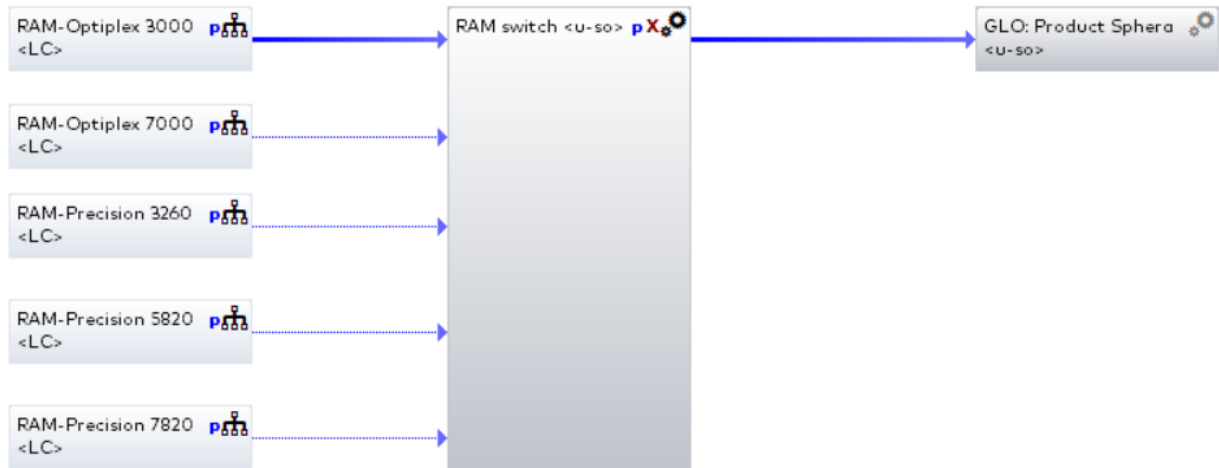 RAM-Optiplex 3000 p
<LC>
RAM switch <u-so> p X
GLO: Product Sphera
<u-so>
RAM-Optiplex 7000 p
<LC>
RAM-Precision 3260 p
<LC>
RAM-Precision 5820 p
<LC>
RAM-Precision 7820 p
<LC>